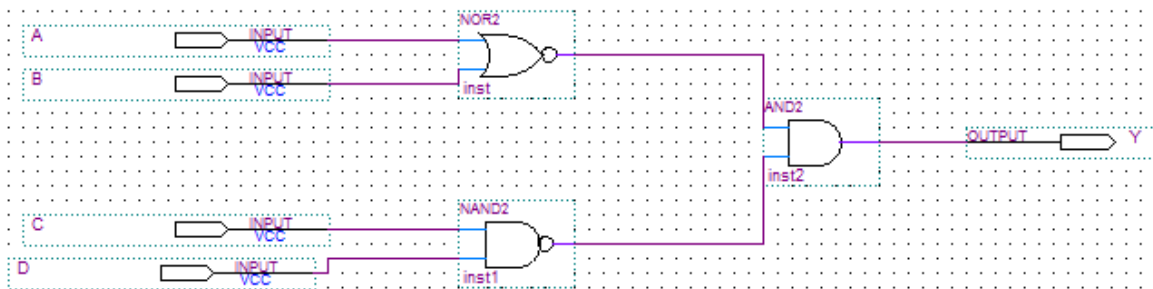 NOR2
A INPUT
VCC
B INPUT
VCC
inst
AND2
OUTPUT Y
inst2
NAND2
C INPUT
VCC
D INPUT
VCC
inst1